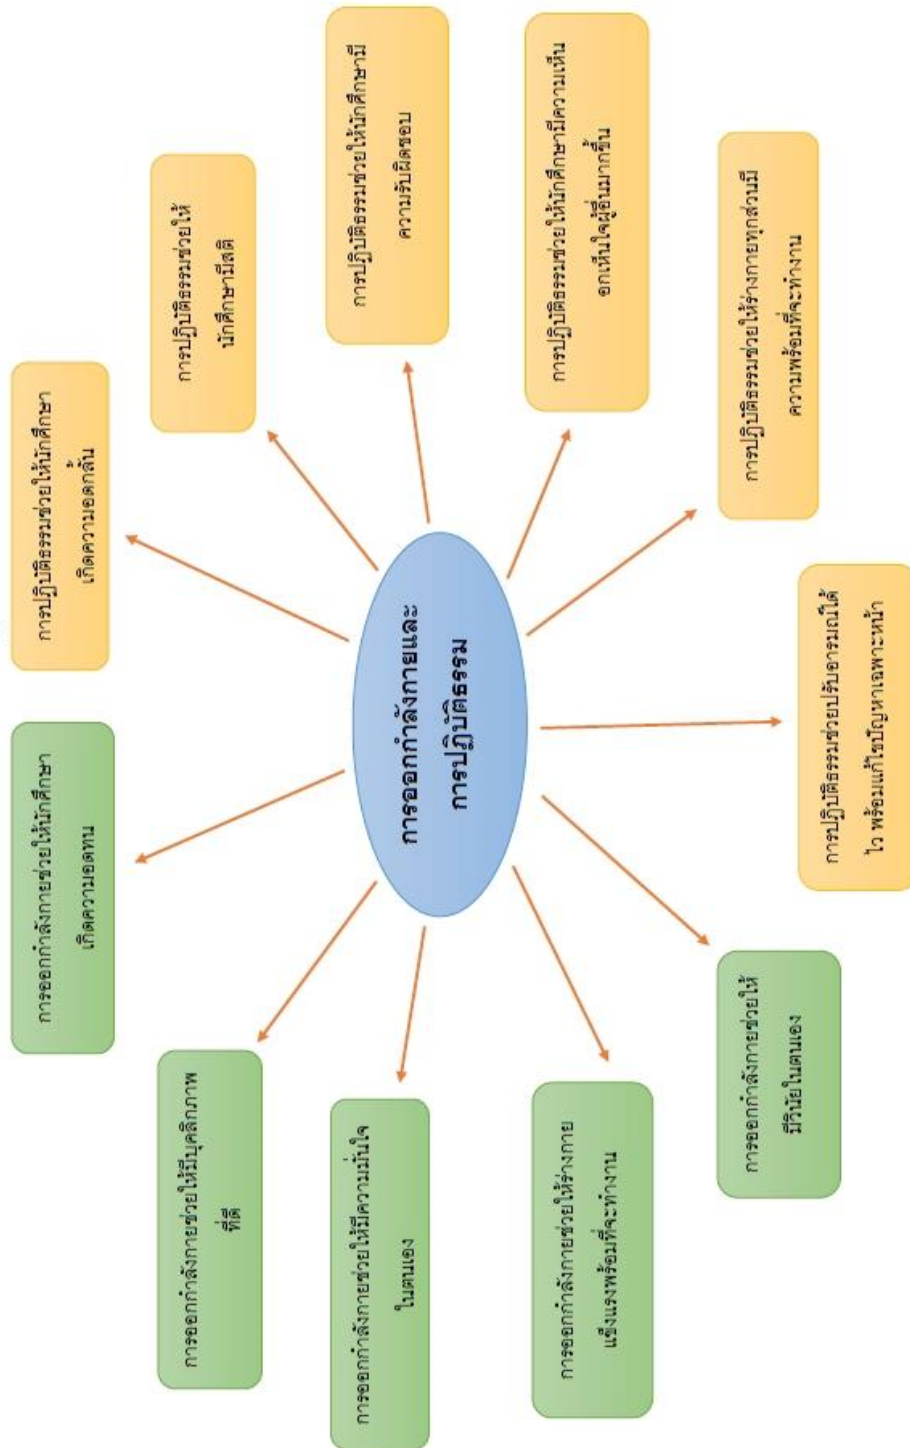 การออกกำลังกายและ
การปฏิบัติธรรม
การออกกำลังกายช่วยให้นักศึกษา
เกิดความอดทน
การปฏิบัติธรรมช่วยให้นักศึกษา
เกิดความอดกลั้น
การออกกำลังกายช่วยให้มีบุคลิกภาพ
ที่ดี
การปฏิบัติธรรมช่วยให้
นักศึกษามีสติ
การออกกำลังกายช่วยให้มีความมั่นใจ
ในตนเอง
การปฏิบัติธรรมช่วยให้นักศึกษามี
ความรับผิดชอบ
การออกกำลังกายช่วยให้ร่างกาย
แข็งแรงพร้อมที่จะทำงาน
การปฏิบัติธรรมช่วยให้นักศึกษามีความเห็น
อกเห็นใจผู้อื่นมากขึ้น
การออกกำลังกายช่วยให้
มีวินัยในตนเอง
การปฏิบัติธรรมช่วยให้ร่างกายทุกส่วนมี
ความพร้อมที่จะทำงาน
การปฏิบัติธรรมช่วยปรับอารมณ์ได้
ไว พร้อมแก้ไขปัญหาเฉพาะหน้า